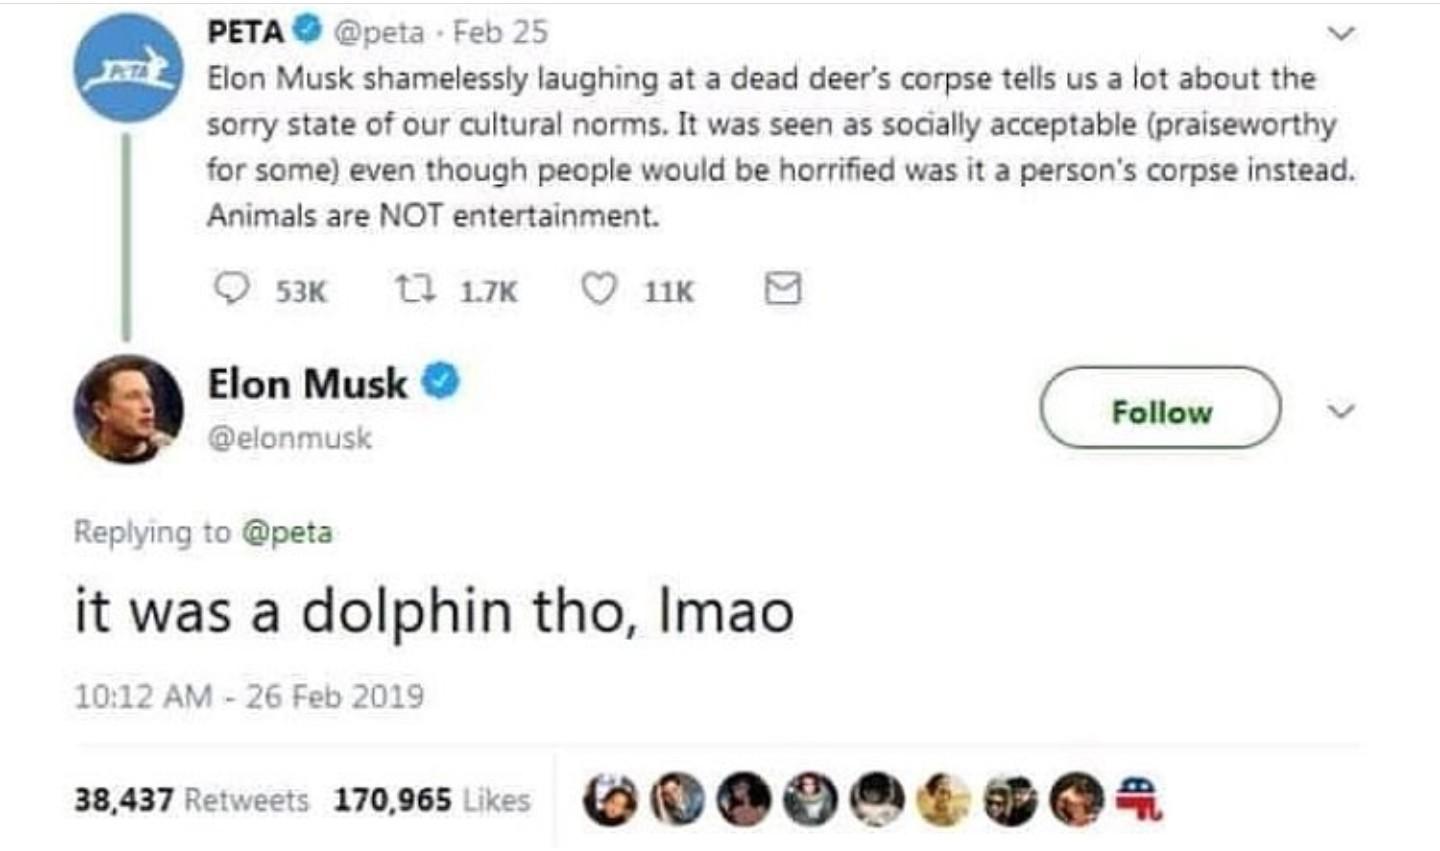 PETA @peta · Feb 25
Elon Musk shamelessly laughing at a dead deer's corpse tells us a lot about the
sorry state of our cultural norms. It was seen as socially acceptable (praiseworthy
for some) even though people would be horrified was it a person's corpse instead.
Animals are NOT entertainment.
PETA
53K 1.7K 11K
Elon Musk
@elonmusk
Follow
Replying to @peta
it was a dolphin tho, lmao
10:12 AM - 26 Feb 2019
38,437 Retweets 170,965 Likes